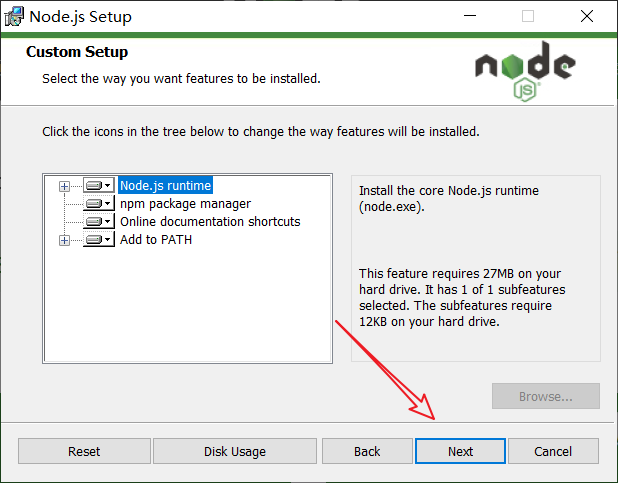 Node.js Setup
Custom Setup
Select the way you want features to be installed.
node
JS
Click the icons in the tree below to change the way features will be installed.
Node.js runtime
npm package manager
Online documentation shortcuts
Add to PATH
Install the core Node.js runtime
(node.exe).
This feature requires 27MB on your
hard drive. It has 1 of 1 subfeatures
selected. The subfeatures require
12KB on your hard drive.
Browse...
Reset
Disk Usage
Back
Next
Cancel